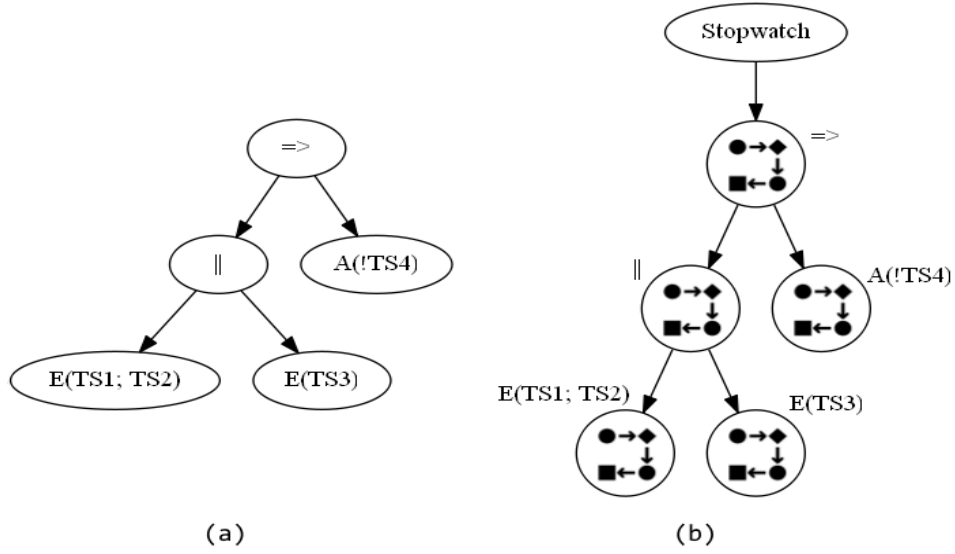 =>
||
A(!TS4)
E(TS1; TS2)
E(TS3)
(a)
Stopwatch
=>
||
A(!TS4)
E(TS1; TS2)
E(TS3)
(b)